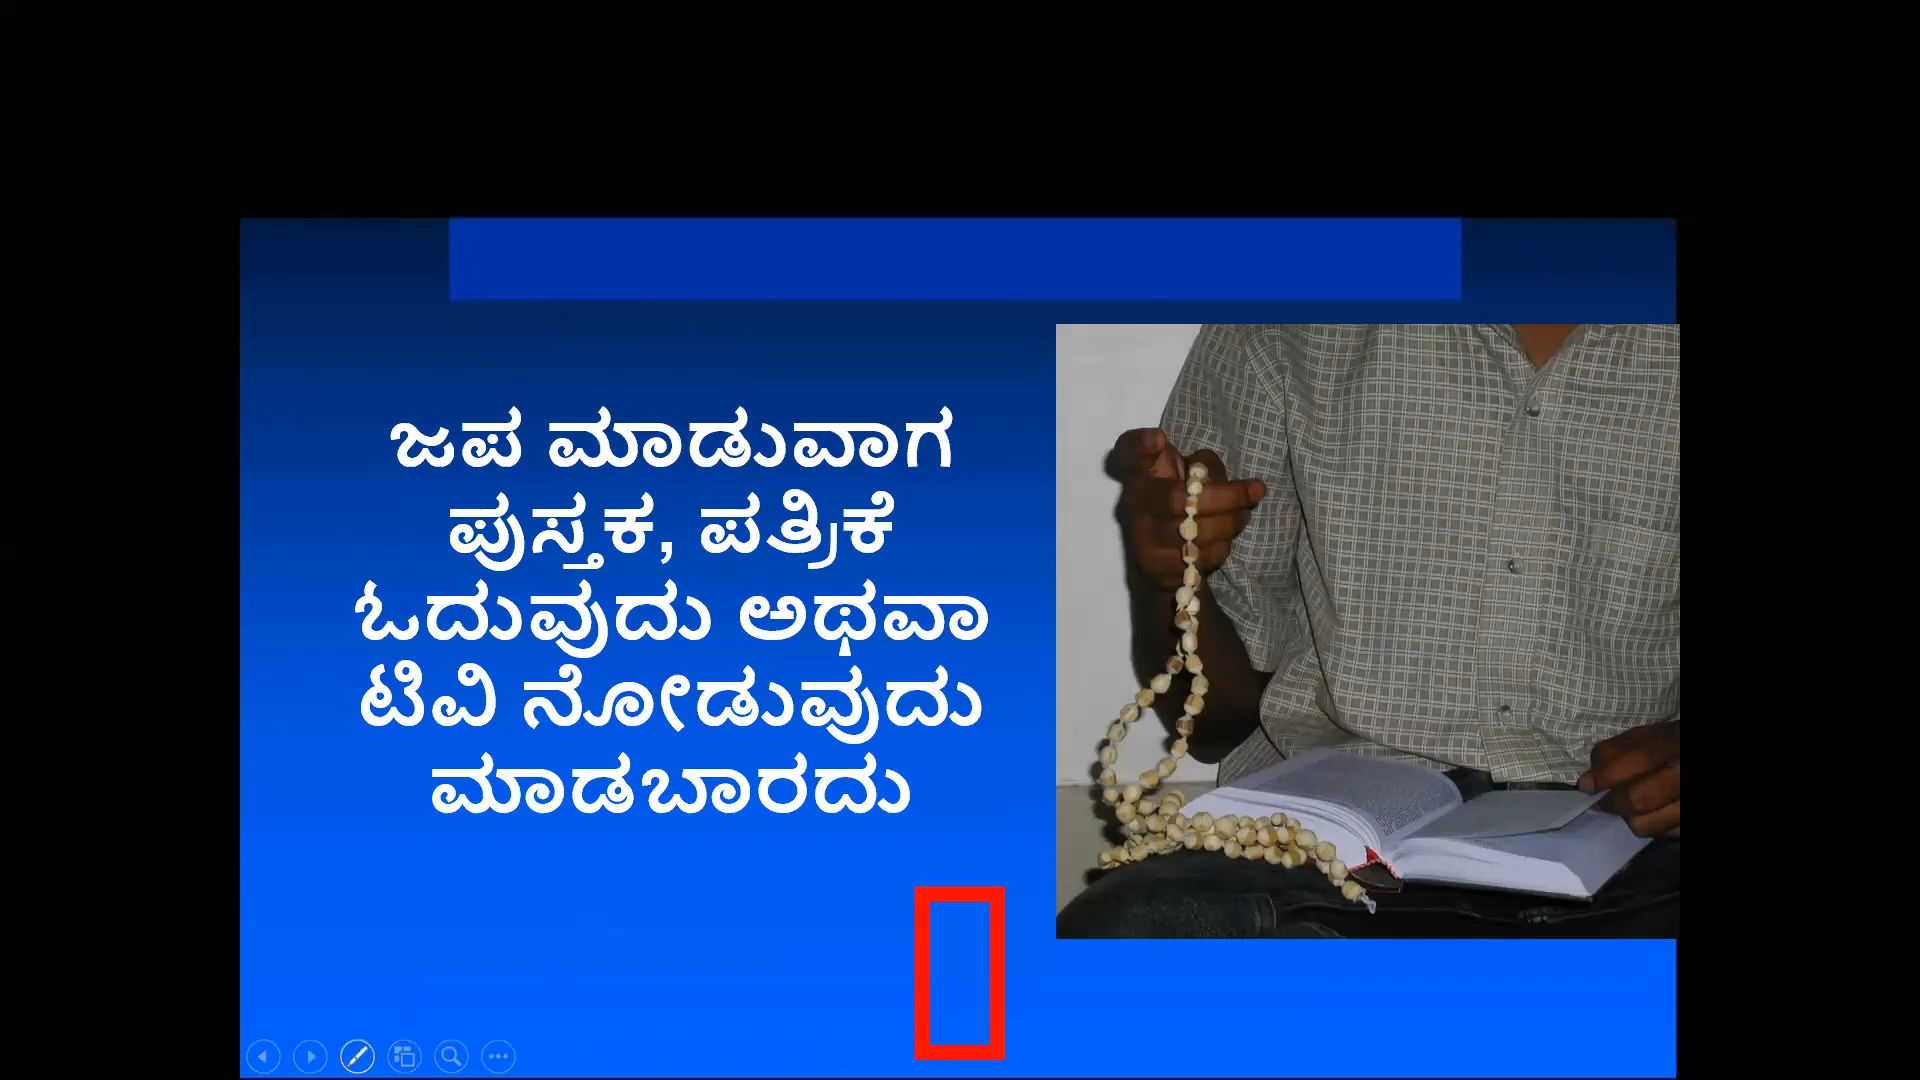 ಜಪ ಮಾಡುವಾಗ
ಪುಸ್ತಕ, ಪತ್ರಿಕೆ
ಓದುವುದು ಅಥವಾ
ಟಿವಿ ನೋಡುವುದು
ಮಾಡಬಾರದು